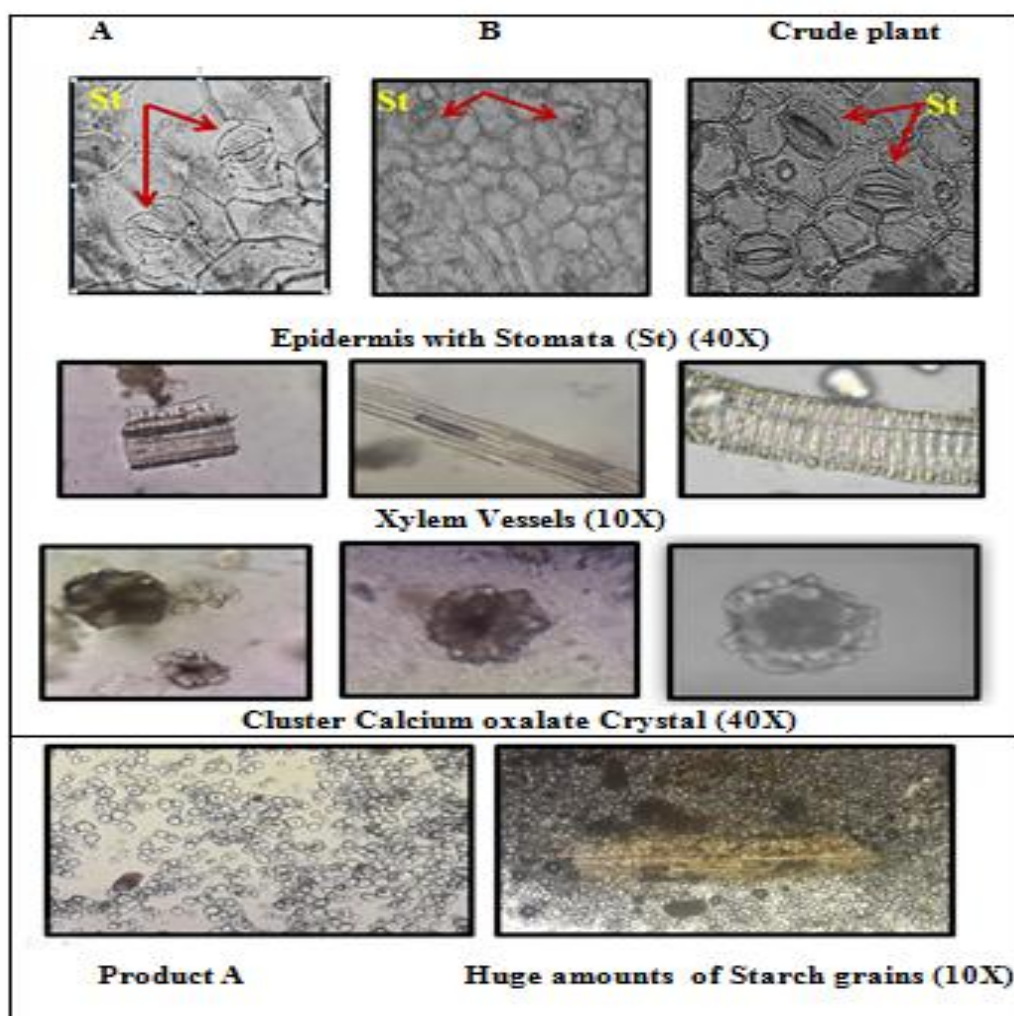 A B Crude plant
St St St
Epidermis with Stomata (St) (40X)
Xylem Vessels (10X)
Cluster Calcium oxalate Crystal (40X)
Product A Huge amounts of Starch grains (10X)